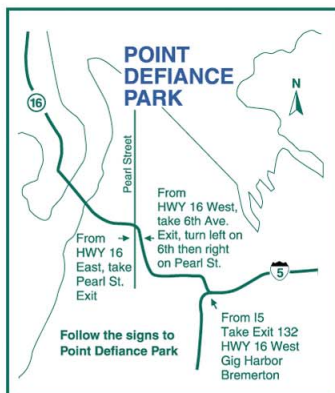 POINT
DEFIANCE
PARK
N
16
Pearl Street
From
HWY 16 West,
take 6th Ave.
Exit, turn left on
6th then right
on Pearl St.
From
HWY 16
East, take
Pearl St.
Exit
5
Follow the signs to
Point Defiance Park
From I5
Take Exit 132
HWY 16 West
Gig Harbor
Bremerton